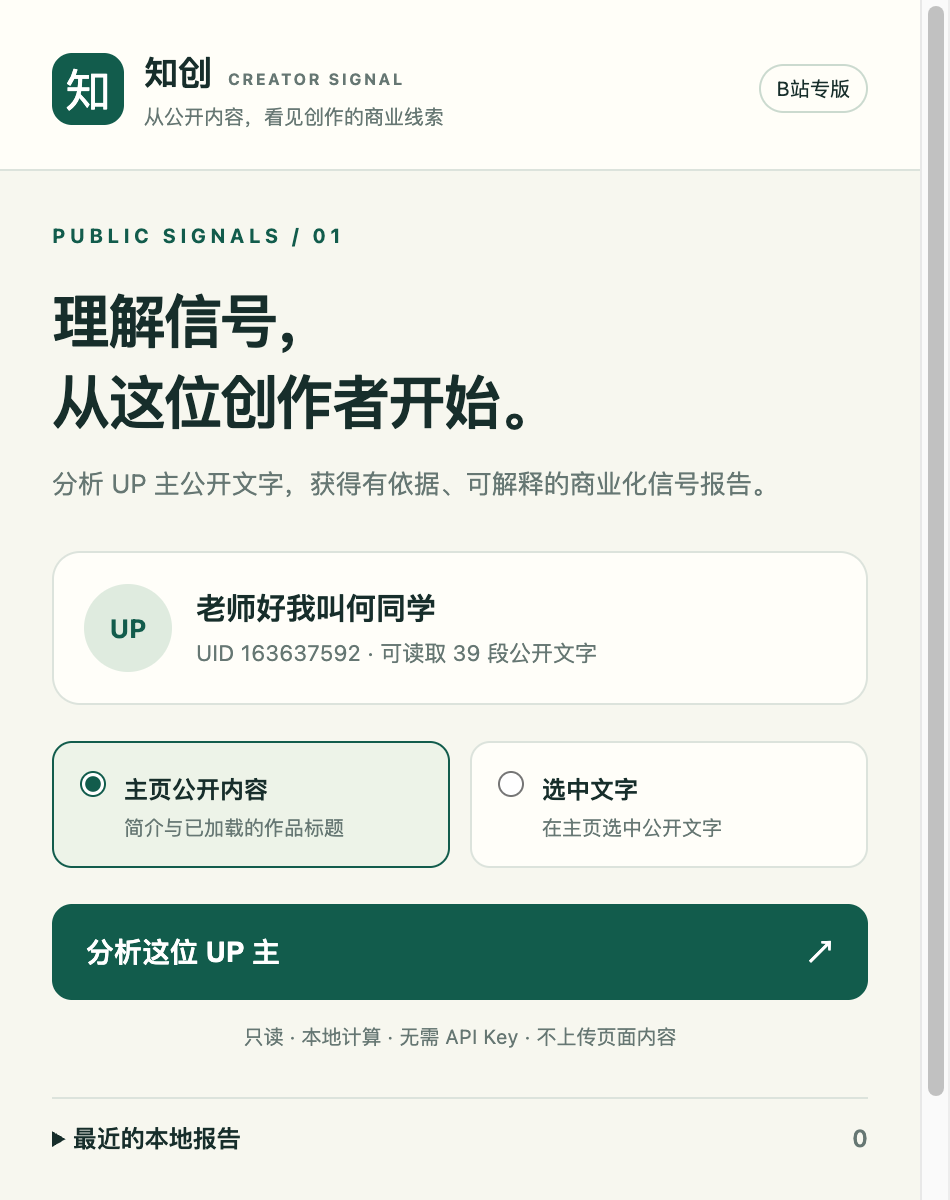 知
知创 CREATOR SIGNAL
从公开内容，看见创作的商业线索
B站专版
PUBLIC SIGNALS / 01
理解信号，
从这位创作者开始。
分析 UP 主公开文字，获得有依据、可解释的商业化信号报告。
UP
老师好我叫何同学
UID 163637592 · 可读取 39 段公开文字
主页公开内容
简介与已加载的作品标题
选中文字
在主页选中公开文字
分析这位 UP 主 ↗
只读 · 本地计算 · 无需 API Key · 不上传页面内容
▶ 最近的本地报告 0